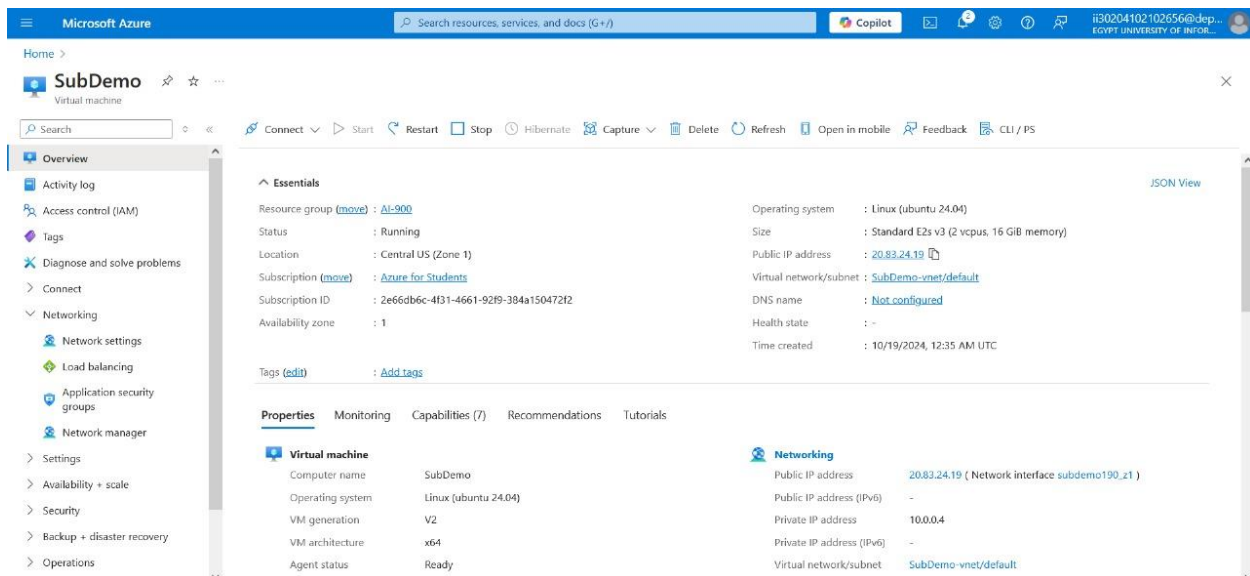 Microsoft Azure
Search resources, services, and docs (G+/)
Copilot
2
ii30204102102656@dep...
EGYPT UNIVERSITY OF INFOR...
Home >
SubDemo
Virtual machine
Search
Connect
Start
Restart
Stop
Hibernate
Capture
Delete
Refresh
Open in mobile
Feedback
CLI / PS
Overview
Activity log
Access control (IAM)
Tags
Diagnose and solve problems
Connect
Networking
Network settings
Load balancing
Application security
groups
Network manager
Settings
Availability + scale
Security
Backup + disaster recovery
Operations
Essentials
JSON View
Resource group (move) : AI-900
Status : Running
Location : Central US (Zone 1)
Subscription (move) : Azure for Students
Subscription ID : 2e66db6c-4f31-4661-92f9-384a150472f2
Availability zone : 1
Operating system : Linux (ubuntu 24.04)
Size : Standard E2s v3 (2 vcpus, 16 GiB memory)
Public IP address : 20.83.24.19
Virtual network/subnet : SubDemo-vnet/default
DNS name : Not configured
Health state : -
Time created : 10/19/2024, 12:35 AM UTC
Tags (edit) : Add tags
Properties Monitoring Capabilities (7) Recommendations Tutorials
Virtual machine
Computer name SubDemo
Operating system Linux (ubuntu 24.04)
VM generation V2
VM architecture x64
Agent status Ready
Networking
Public IP address 20.83.24.19 ( Network interface subdemo190_z1 )
Public IP address (IPv6) -
Private IP address 10.0.0.4
Private IP address (IPv6) -
Virtual network/subnet SubDemo-vnet/default